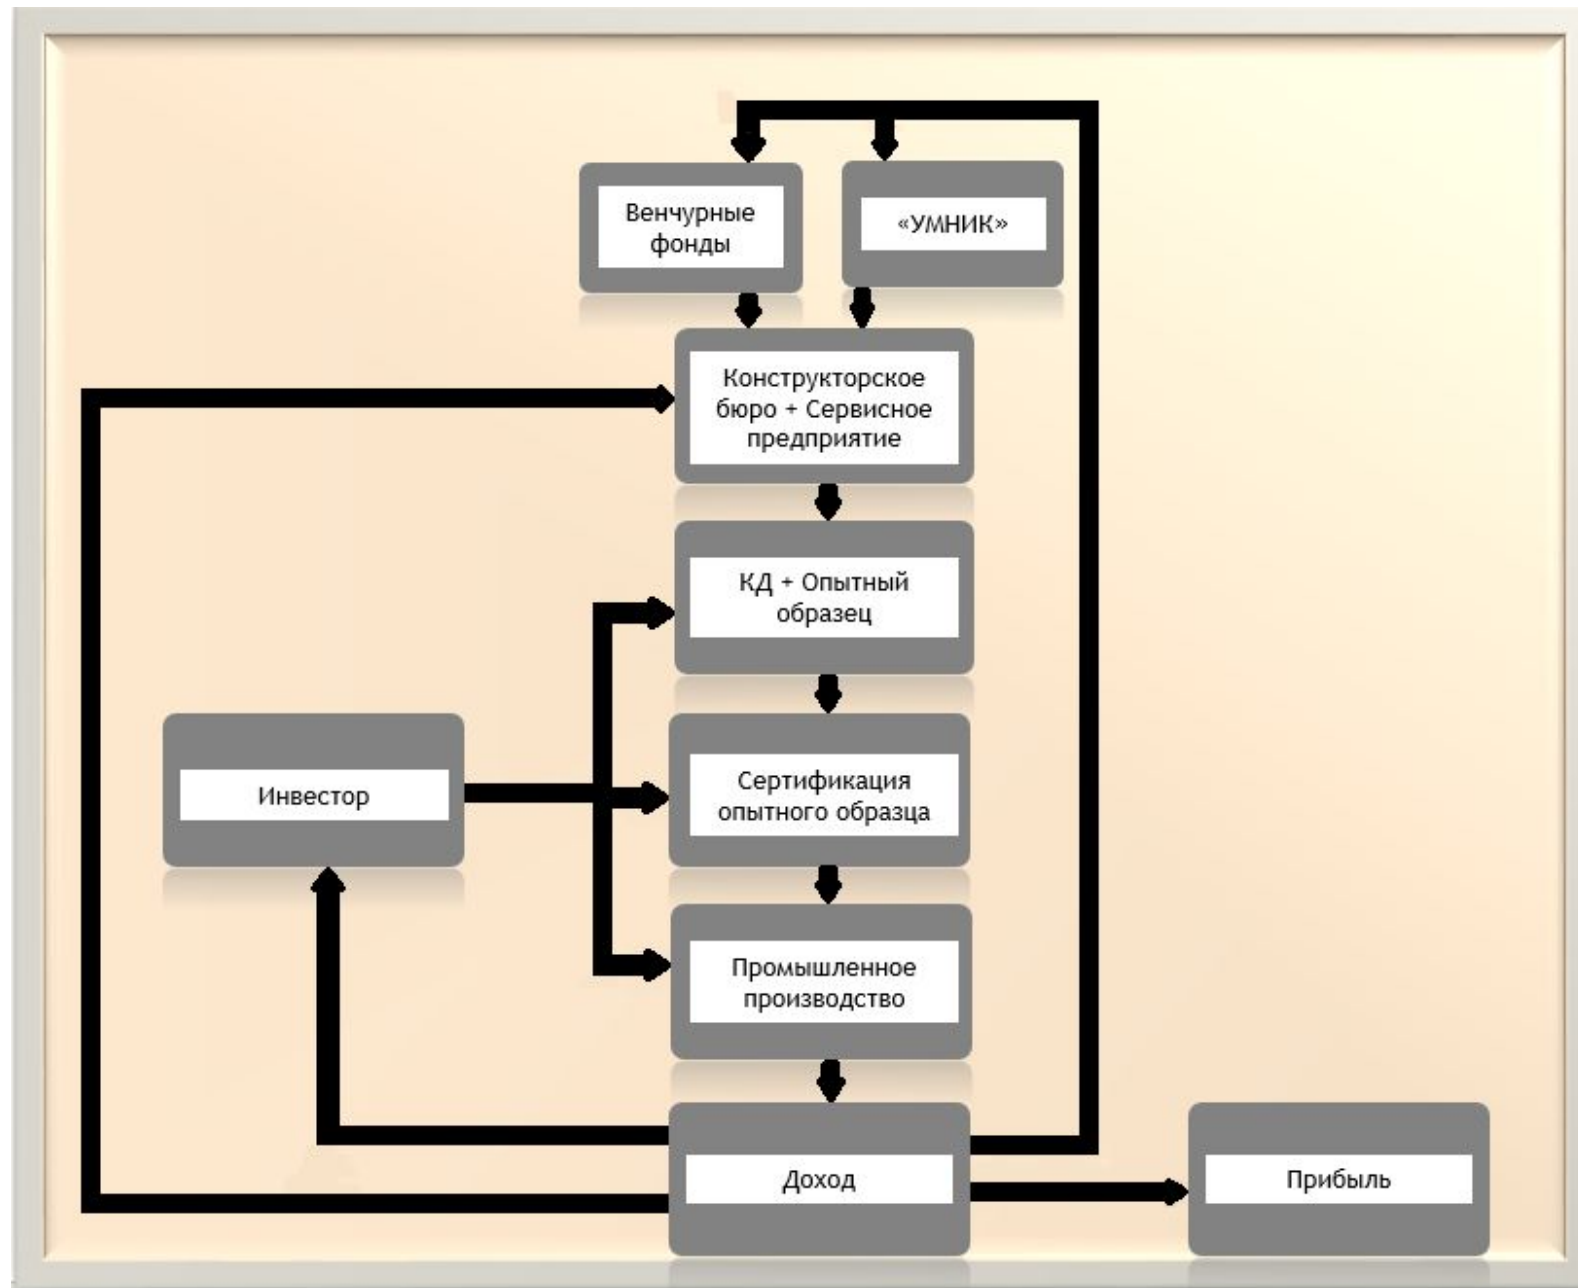 Венчурные
фонды
«УМНИК»
Конструкторское
бюро + Сервисное
предприятие
КД + Опытный
образец
Инвестор
Сертификация
опытного образца
Промышленное
производство
Доход
Прибыль